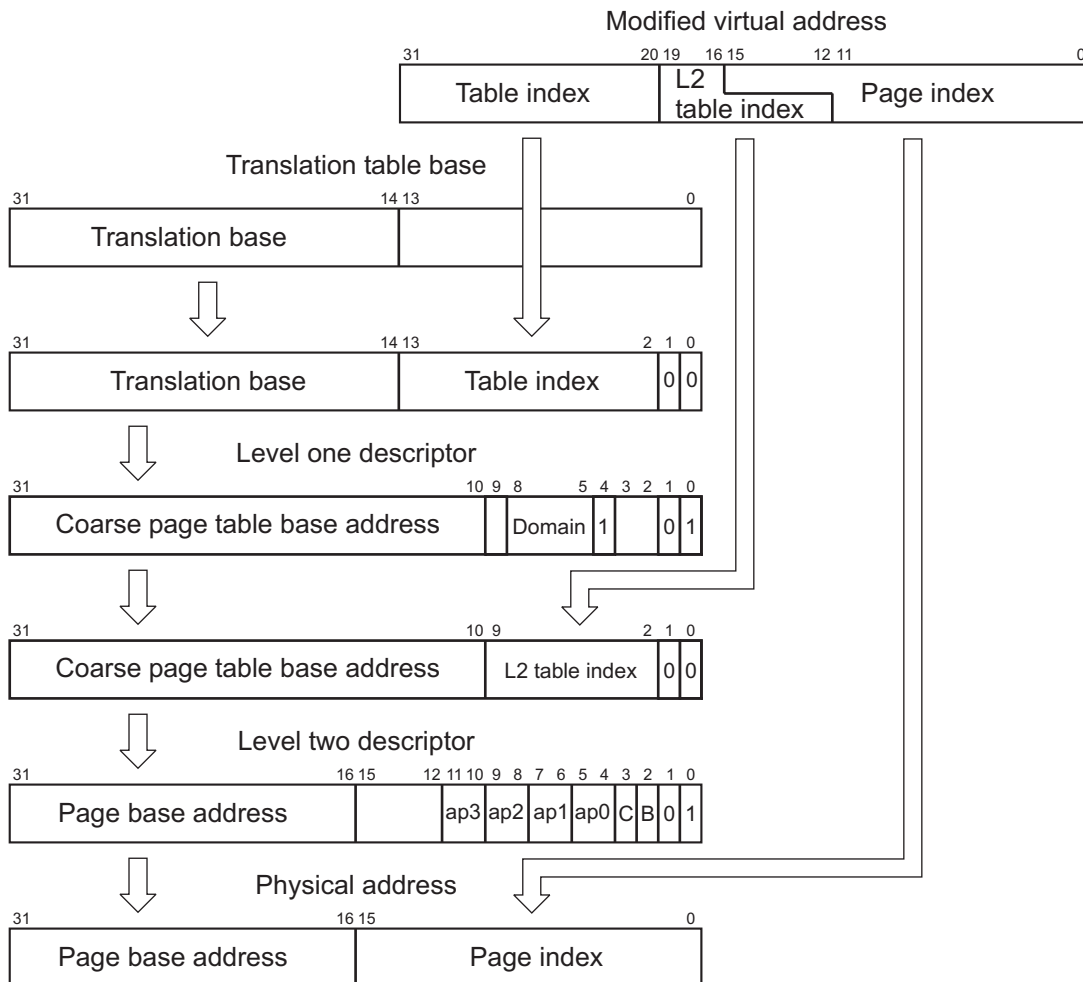 Modified virtual address
31 20 19 16 15 12 11 0
Table index L2 table index Page index
Translation table base
31 14 13 0
Translation base
31 14 13 2 1 0
Translation base Table index 0 0
Level one descriptor
31 10 9 8 5 4 3 2 1 0
Coarse page table base address Domain 1 0 1
31 10 9 2 1 0
Coarse page table base address L2 table index 0 0
Level two descriptor
31 16 15 12 11 10 9 8 7 6 5 4 3 2 1 0
Page base address ap3 ap2 ap1 ap0 C B 0 1
Physical address
31 16 15 0
Page base address Page index